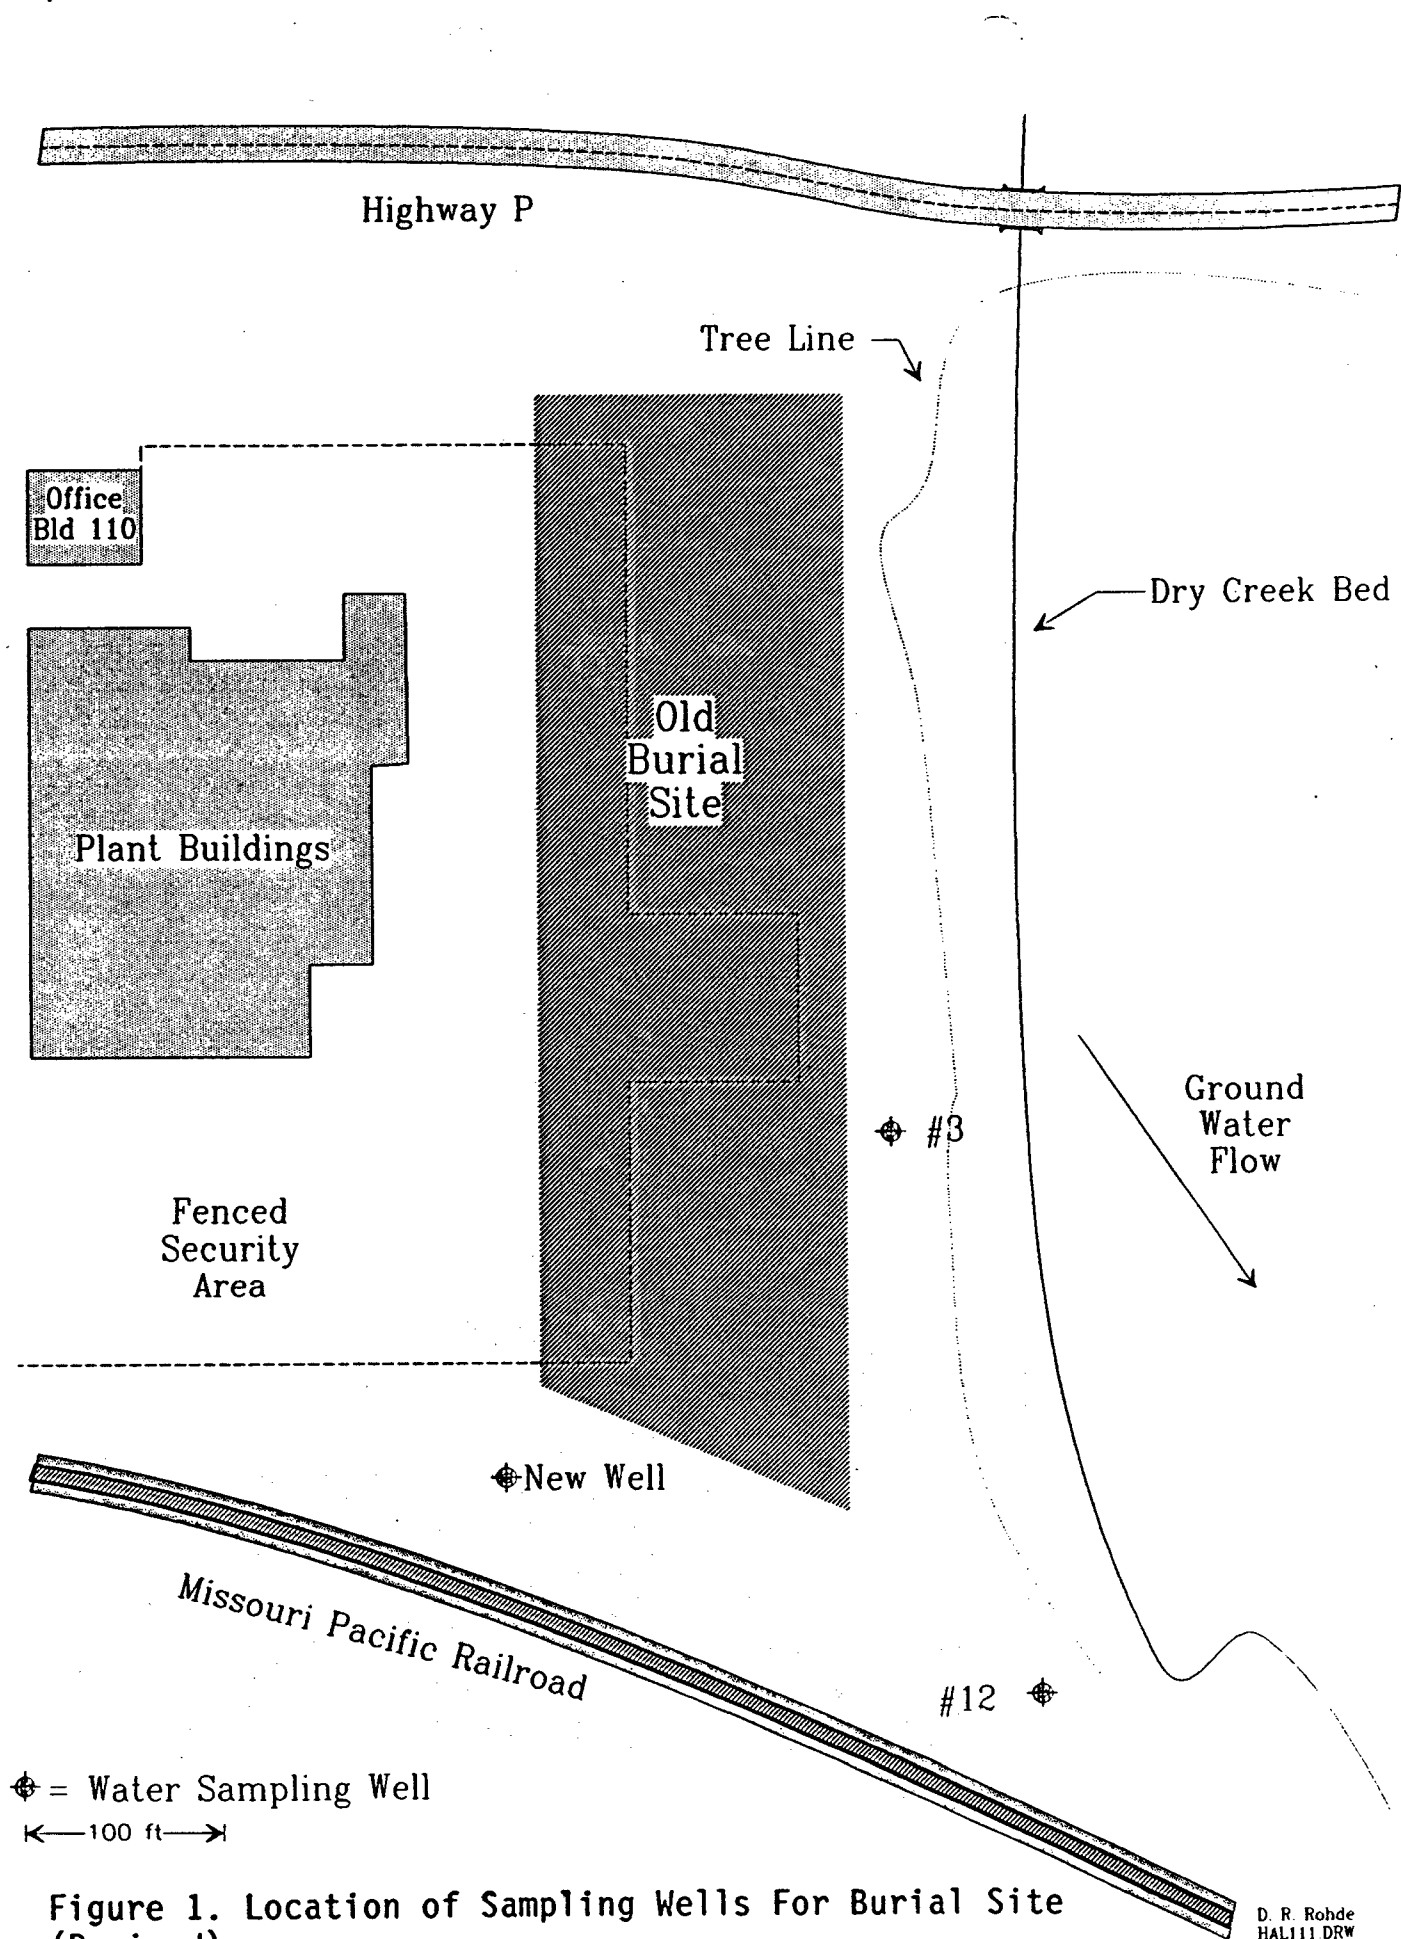 Highway P
Tree Line
Office
Bld 110
Dry Creek Bed
Old
Burial
Site
Plant Buildings
Ground
Water
Flow
#3
Fenced
Security
Area
New Well
Missouri Pacific Railroad
#12
= Water Sampling Well
100 ft
Figure 1. Location of Sampling Wells For Burial Site
D. R. Rohde
HAL111.DRW